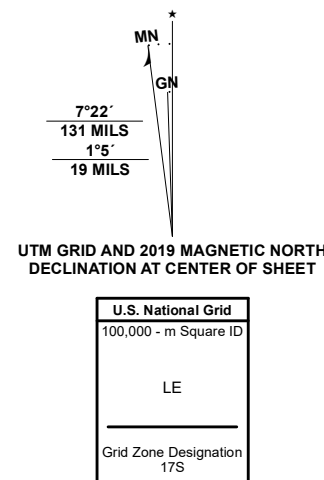 ★
MN
GN
7°22´
131 MILS
1°5´
19 MILS
UTM GRID AND 2019 MAGNETIC NORTH
DECLINATION AT CENTER OF SHEET
U.S. National Grid
100,000 - m Square ID
LE
Grid Zone Designation
17S